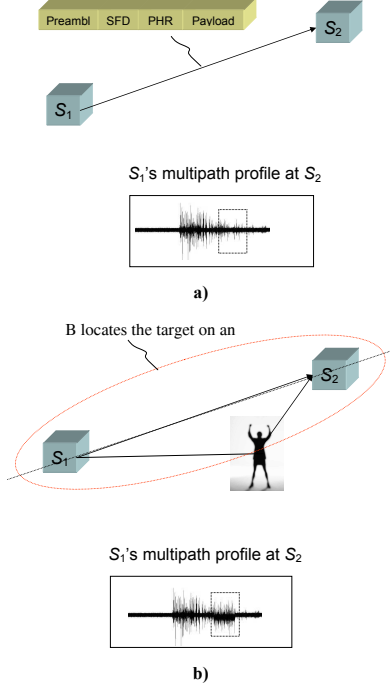 Preambl SFD PHR Payload
S2
S1
S1's multipath profile at S2
a)
B locates the target on an
S2
S1
S1's multipath profile at S2
b)